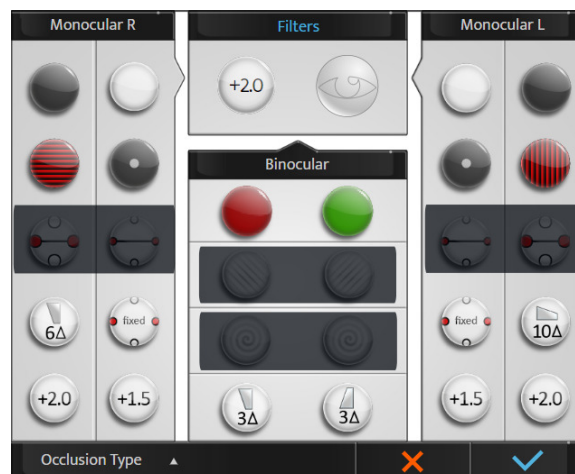 Monocular R
Filters
Monocular L
+2.0
Binocular
6Δ
fixed
fixed
10Δ
+2.0
+1.5
3Δ
3Δ
+1.5
+2.0
Occlusion Type ▲